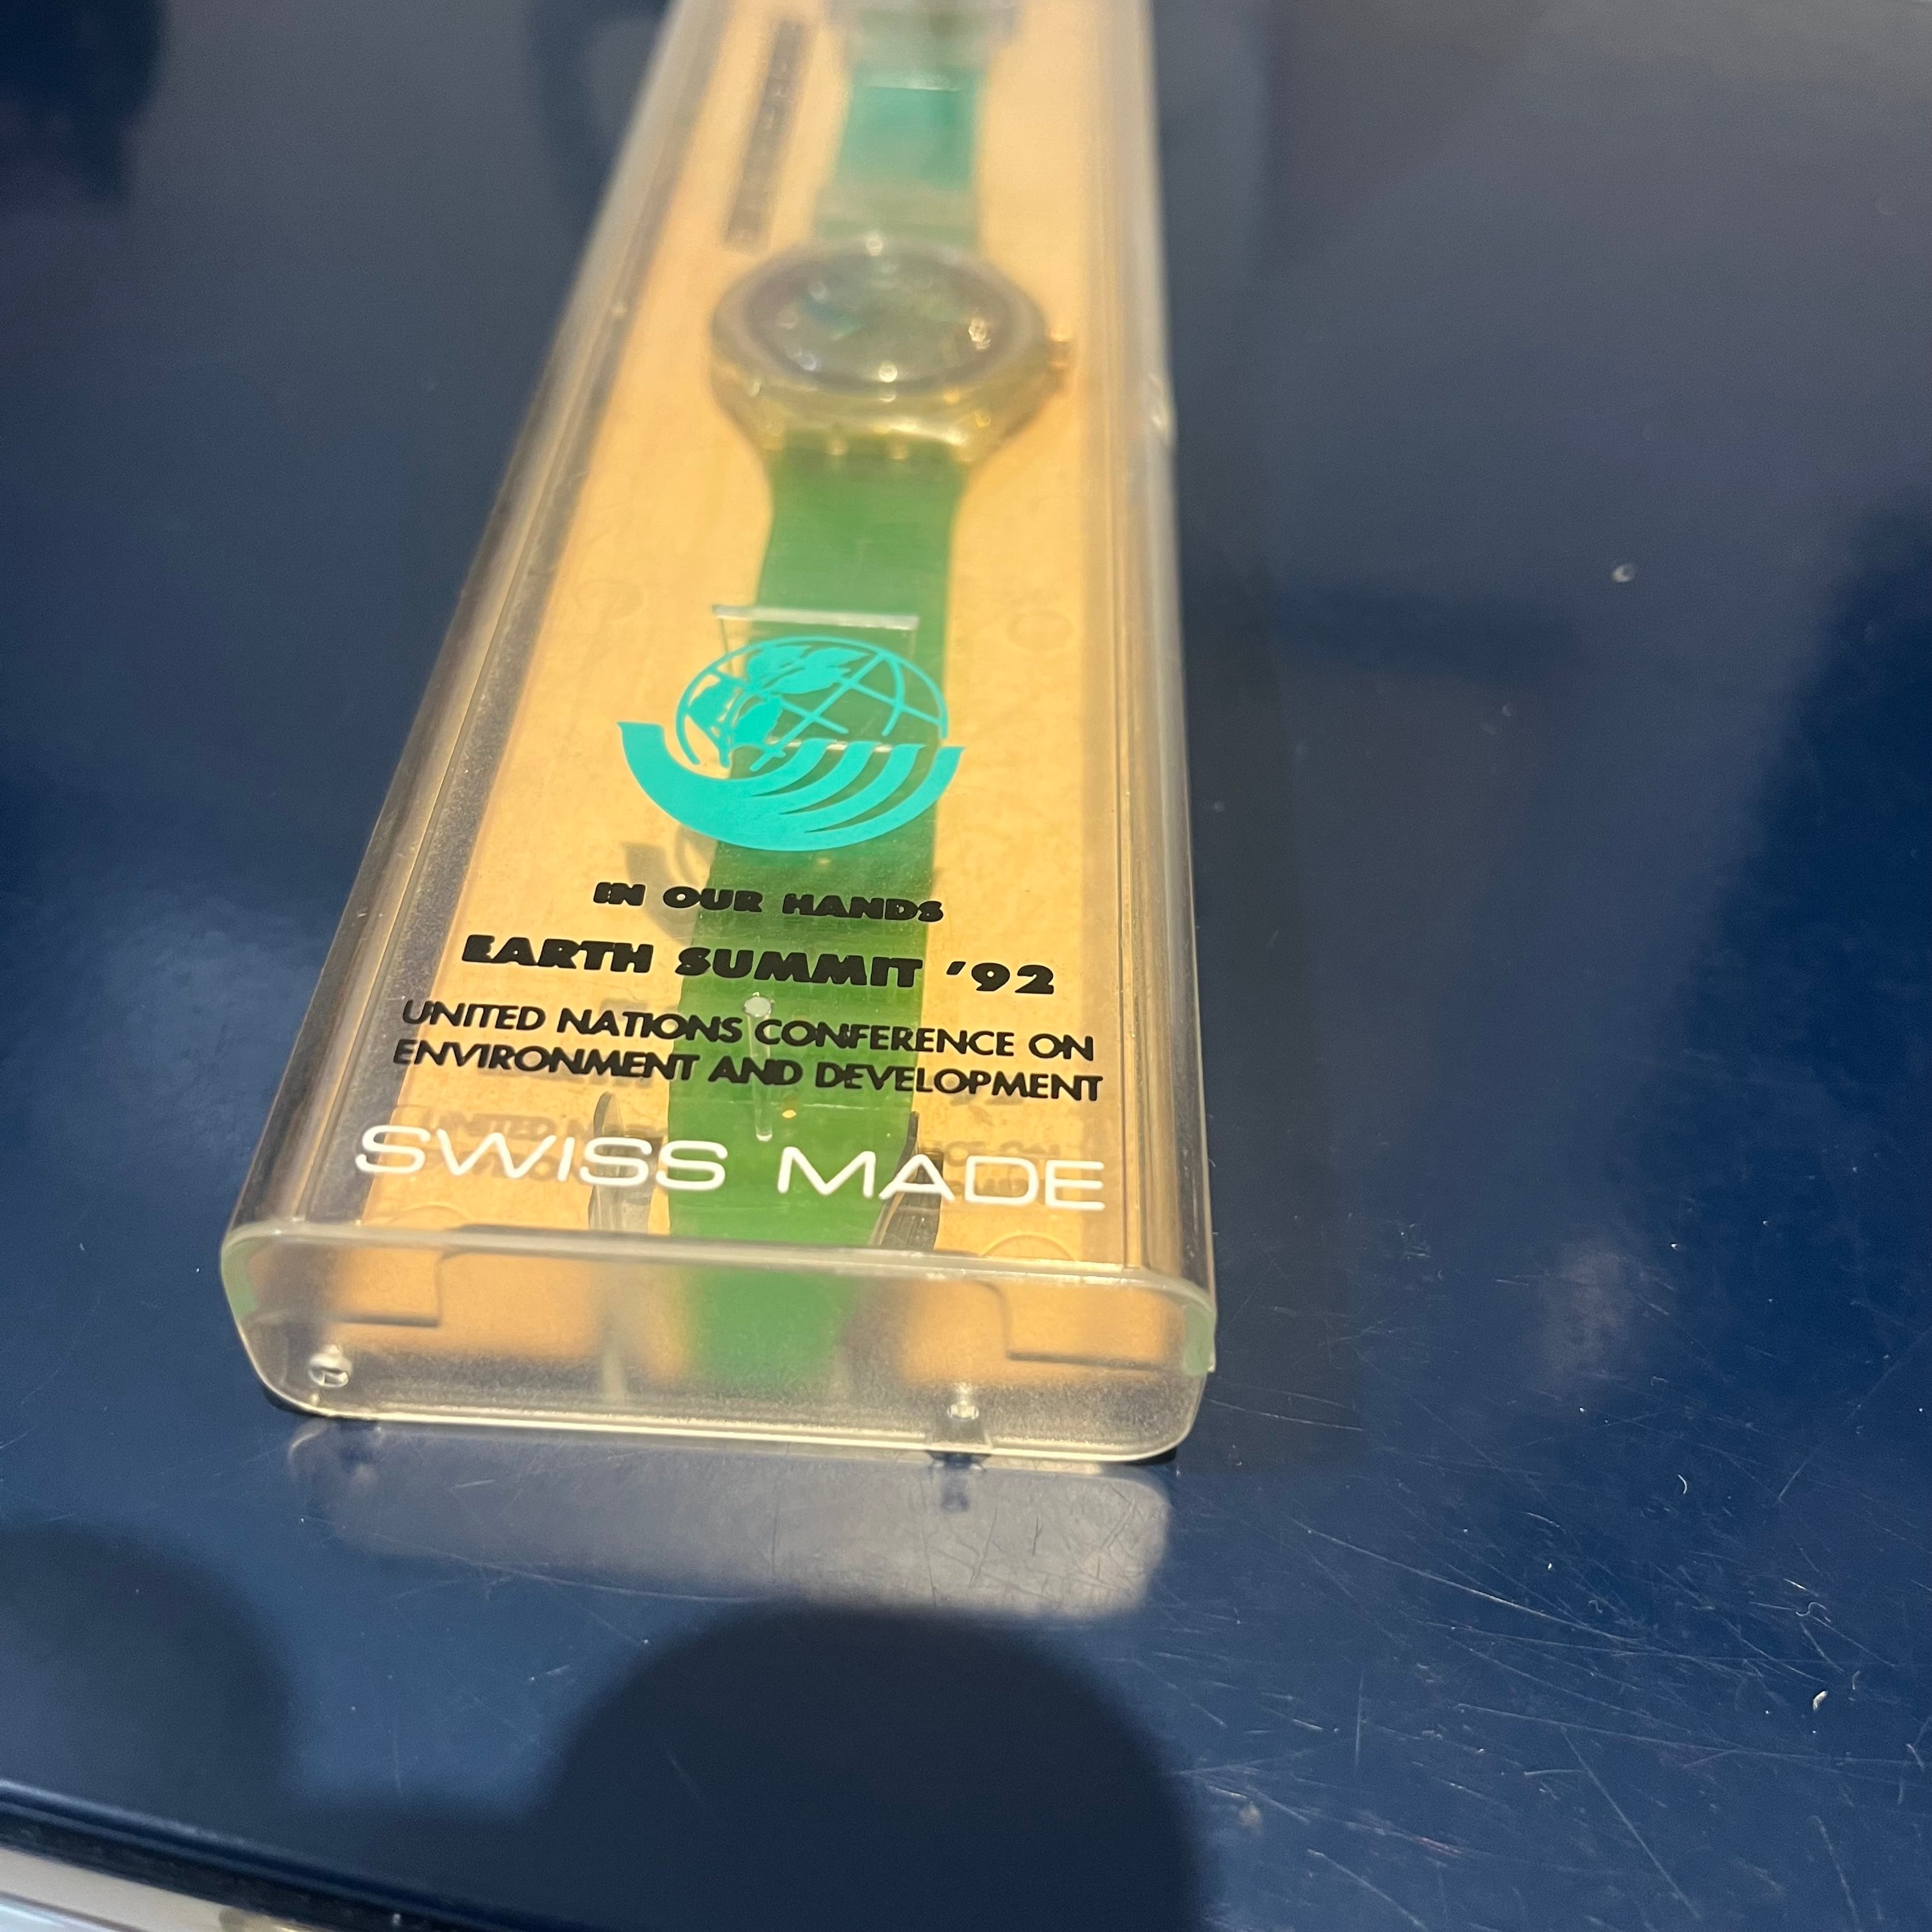 IN OUR HANDS
EARTH SUMMIT '92
UNITED NATIONS CONFERENCE ON
ENVIRONMENT AND DEVELOPMENT
SWISS MADE